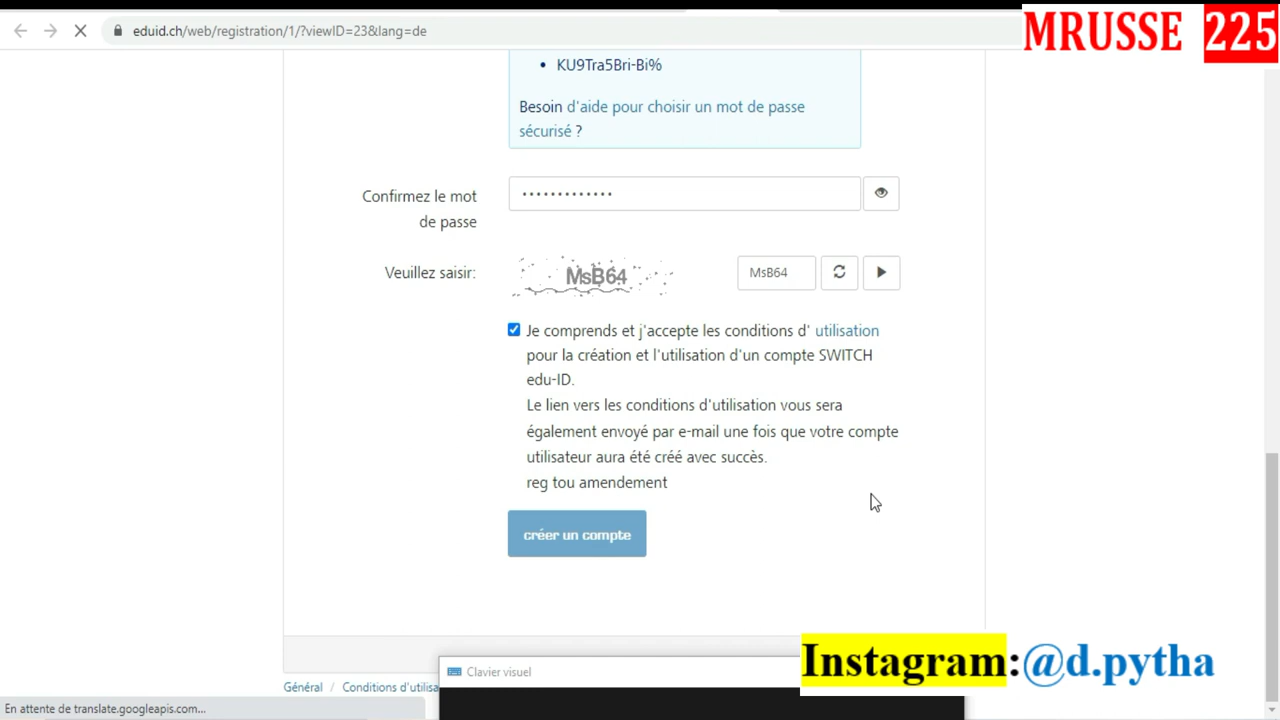 eduid.ch/web/registration/1/?viewID=23&lang=de
MRUSSE 225
• KU9Tra5Bri-Bi%
Besoin d'aide pour choisir un mot de passe
sécurisé ?
Confirmez le mot
de passe
•••••••••••••
Veuillez saisir:
MsB64
MsB64
Je comprends et j'accepte les conditions d' utilisation
pour la création et l'utilisation d'un compte SWITCH
edu-ID.
Le lien vers les conditions d'utilisation vous sera
également envoyé par e-mail une fois que votre compte
utilisateur aura été créé avec succès.
reg tou amendement
créer un compte
Instagram:@d.pytha
Clavier visuel
Général / Conditions d'utilisa
En attente de translate.googleapis.com...